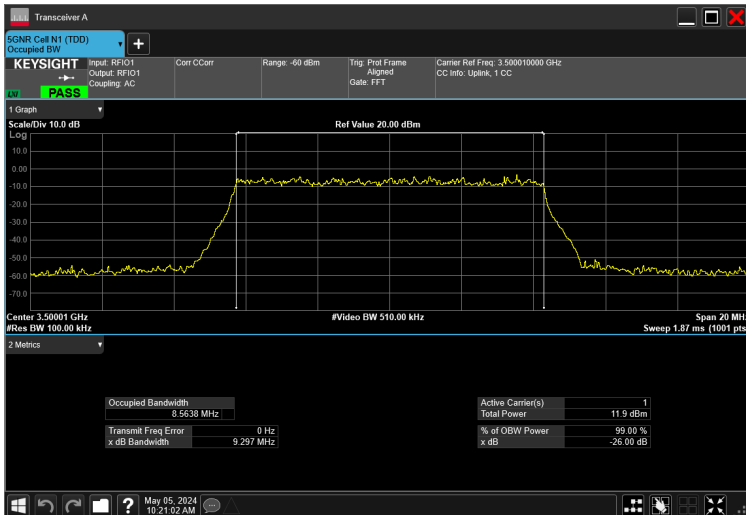 Transceiver A
5GNR Cell N1 (TDD)
Occupied BW
KEYSIGHT
LXI
PASS
Input: RFIO1
Output: RFIO1
Coupling: AC
Corr CCorr
Range: -60 dBm
Trig: Prot Frame
Aligned
Gate: FFT
Carrier Ref Freq: 3.500010000 GHz
CC Info: Uplink, 1 CC
1 Graph
Scale/Div 10.0 dB
Ref Value 20.00 dBm
Log
10.0
0.00
-10.0
-20.0
-30.0
-40.0
-50.0
-60.0
-70.0
Center 3.50001 GHz
#Video BW 510.00 kHz
Span 20 MHz
#Res BW 100.00 kHz
Sweep 1.87 ms (1001 pts
2 Metrics
Occupied Bandwidth
8.5638 MHz
Transmit Freq Error 0 Hz
x dB Bandwidth 9.297 MHz
Active Carrier(s) 1
Total Power 11.9 dBm
% of OBW Power 99.00 %
x dB -26.00 dB
May 05, 2024
10:21:02 AM